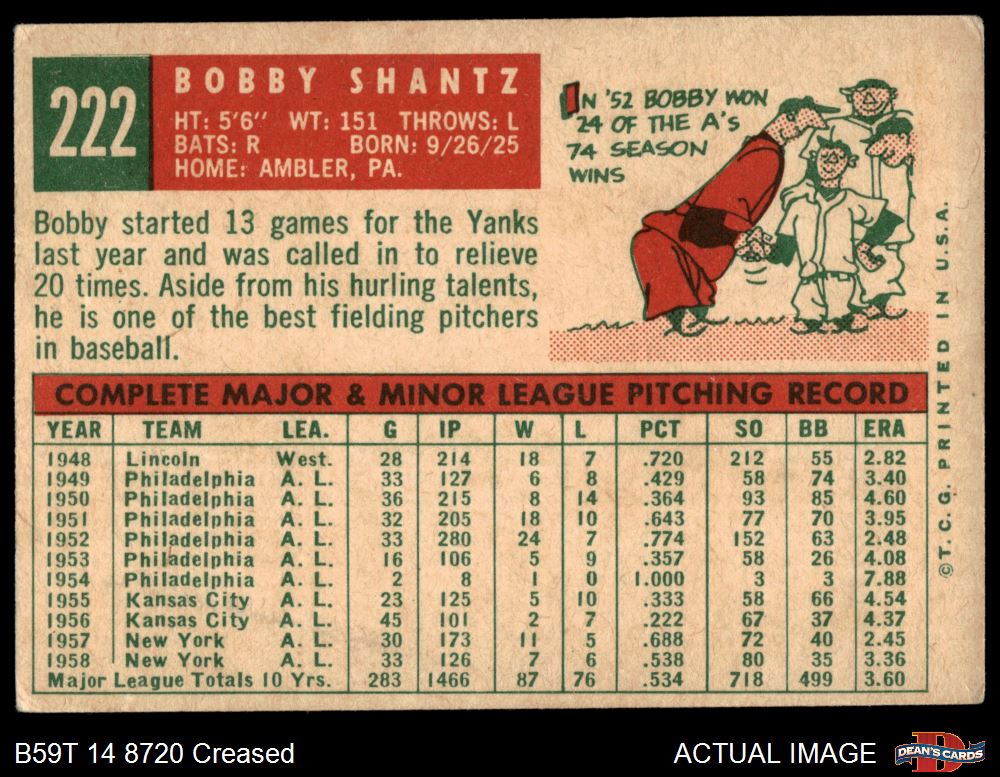 222
BOBBY SHANTZ
HT: 5'6" WT: 151 THROWS: L
BATS: R BORN: 9/26/25
HOME: AMBLER, PA.
IN '52 BOBBY WON
24 OF THE A'S
74 SEASON
WINS
Bobby started 13 games for the Yanks
last year and was called in to relieve
20 times. Aside from his hurling talents,
he is one of the best fielding pitchers
in baseball.
COMPLETE MAJOR & MINOR LEAGUE PITCHING RECORD
YEAR TEAM LEA. G IP W L PCT SO BB ERA
1948 Lincoln West. 28 214 18 7 .720 212 55 2.82
1949 Philadelphia A. L. 33 127 6 8 .429 58 74 3.40
1950 Philadelphia A. L. 36 215 8 14 .364 93 85 4.60
1951 Philadelphia A. L. 32 205 18 10 .643 77 70 3.95
1952 Philadelphia A. L. 33 280 24 7 .774 152 63 2.48
1953 Philadelphia A. L. 16 106 5 9 .357 58 26 4.08
1954 Philadelphia A. L. 2 8 1 0 1.000 3 3 7.88
1955 Kansas City A. L. 23 125 5 10 .333 58 66 4.54
1956 Kansas City A. L. 45 101 2 7 .222 67 37 4.37
1957 New York A. L. 30 173 11 5 .688 72 40 2.45
1958 New York A. L. 33 126 7 6 .538 80 35 3.36
Major League Totals 10 Yrs. 283 1466 87 76 .534 718 499 3.60
© T. C. G. PRINTED IN U.S.A.
B59T 14 8720 Creased
ACTUAL IMAGE
DEAN'S CARDS